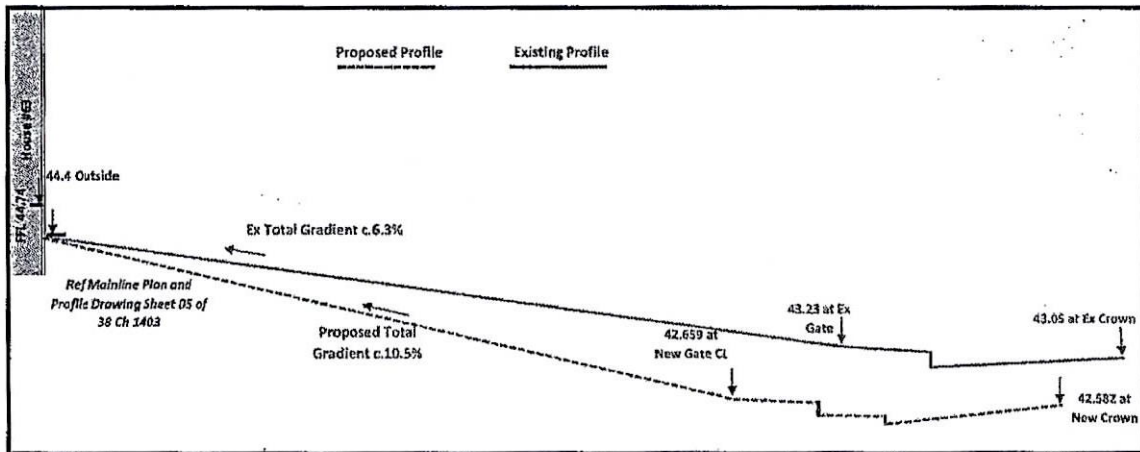 Proposed Profile
Existing Profile
FFL 44.74
House #63
44.4 Outside
Ex Total Gradient c.6.3%
Ref Mainline Plan and
Profile Drawing Sheet 05 of
38 Ch 1403
Proposed Total
Gradient c.10.5%
42.659 at
New Gate CL
43.23 at Ex
Gate
43.05 at Ex Crown
42.582 at
New Crown